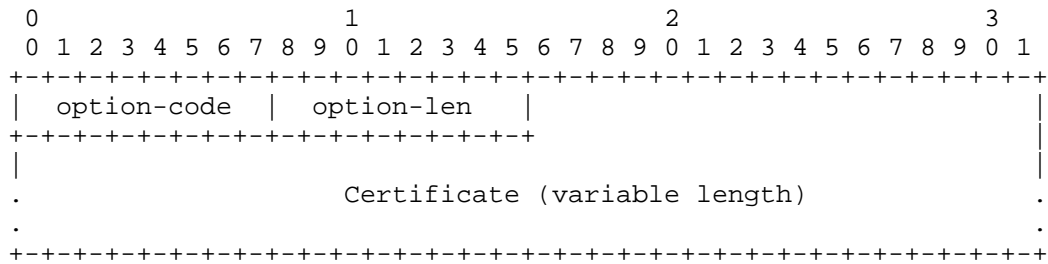 0                   1                   2                   3
 0 1 2 3 4 5 6 7 8 9 0 1 2 3 4 5 6 7 8 9 0 1 2 3 4 5 6 7 8 9 0 1
+-+-+-+-+-+-+-+-+-+-+-+-+-+-+-+-+-+-+-+-+-+-+-+-+-+-+-+-+-+-+-+-+
|  option-code  |  option-len   |                               |
+-+-+-+-+-+-+-+-+-+-+-+-+-+-+-+-+                               |
|                                                               |
.                    Certificate (variable length)              .
.                                                               .
+-+-+-+-+-+-+-+-+-+-+-+-+-+-+-+-+-+-+-+-+-+-+-+-+-+-+-+-+-+-+-+-+